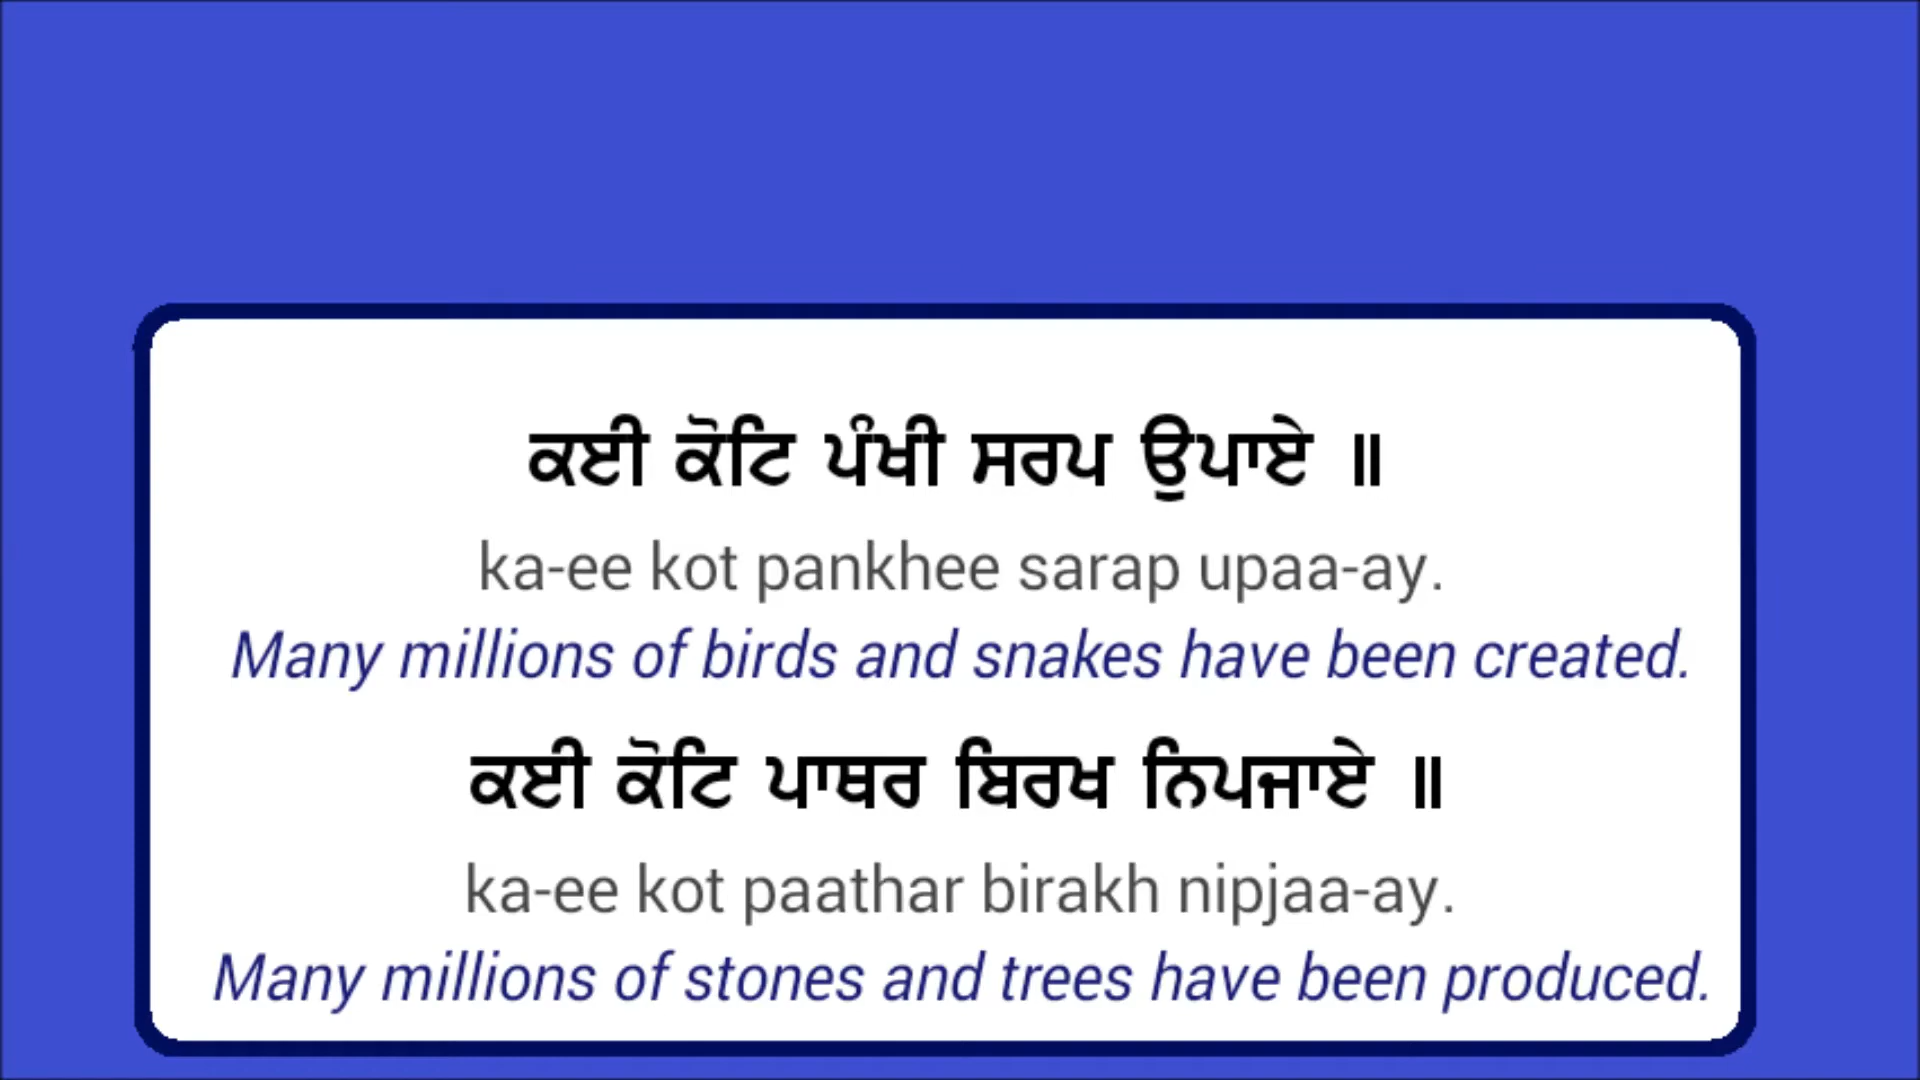 ਕਈ ਕੋਟਿ ਪੰਖੀ ਸਰਪ ਉਪਾਏ ॥
ka-ee kot pankhee sarap upaa-ay.
Many millions of birds and snakes have been created.
ਕਈ ਕੋਟਿ ਪਾਥਰ ਬਿਰਖ ਨਿਪਜਾਏ ॥
ka-ee kot paathar birakh nipjaa-ay.
Many millions of stones and trees have been produced.